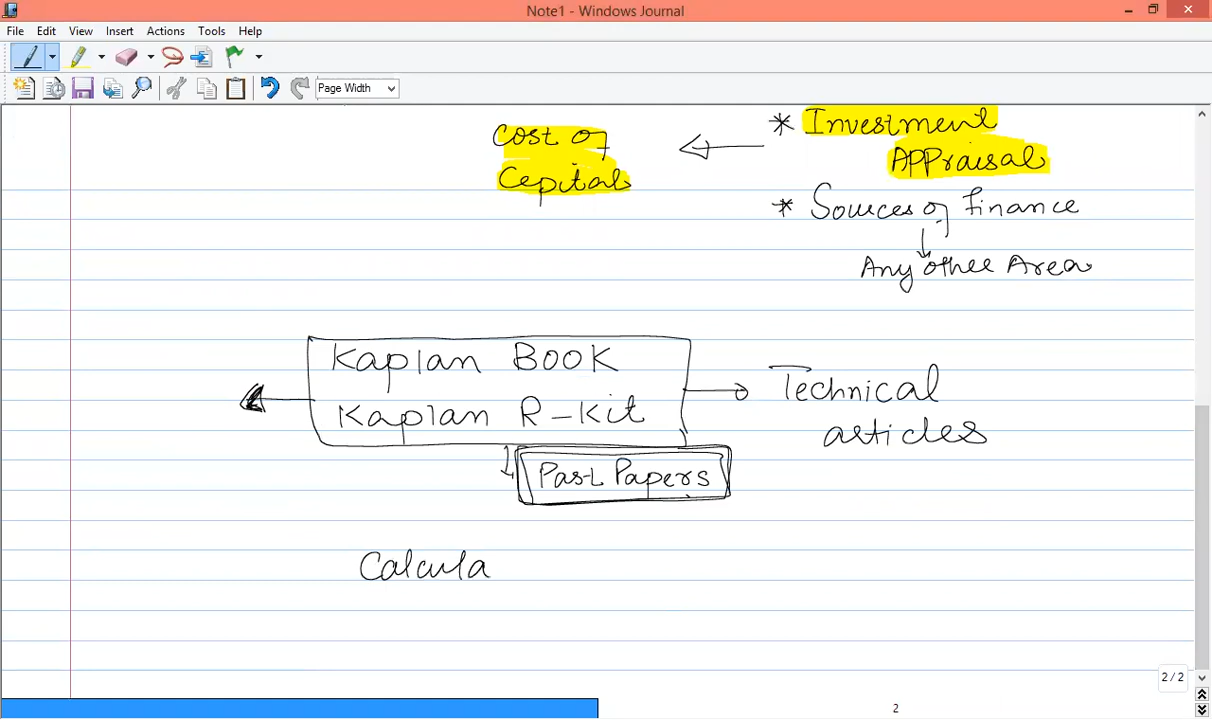 Note1 - Windows Journal
File Edit View Insert Actions Tools Help
Page Width
* Investment
Appraisal
Cost of
Cepital
* Sources of finance
Any other Area
Kaplan BOOK
Kaplan R-Kit
Technical
articles
Past Papers
Calcula
2 / 2
2